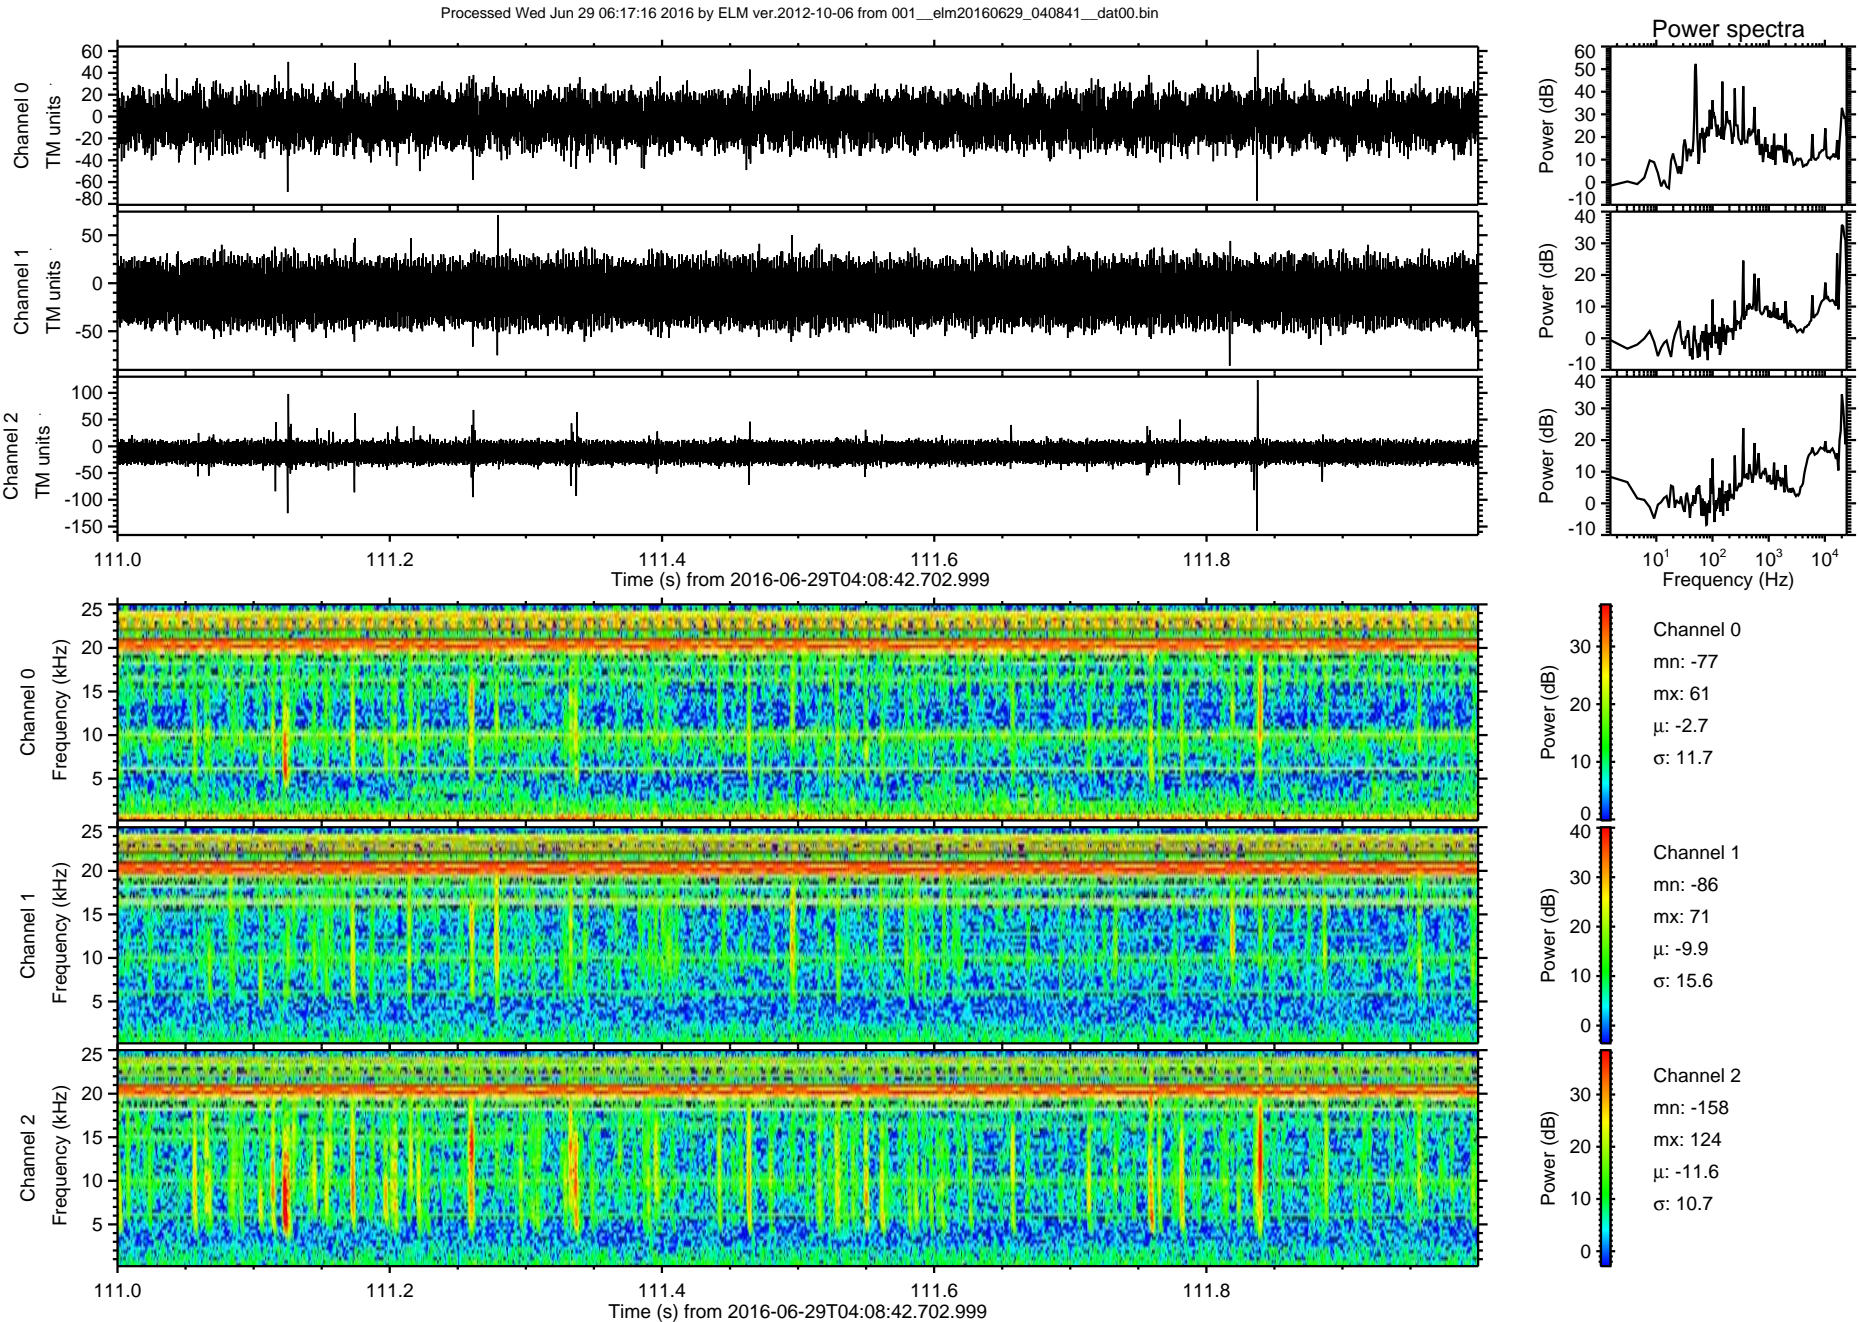 Processed Wed Jun 29 06:17:16 2016 by ELM ver.2012-10-06 from 001__elm20160629_040841__dat00.bin
Power spectra
Channel 0
TM units
60
40
20
0
-20
-40
-60
-80
Power (dB)
60
50
40
30
20
10
0
-10
Channel 1
TM units
50
0
-50
Power (dB)
40
30
20
10
0
-10
Channel 2
TM units
100
50
0
-50
-100
-150
Power (dB)
40
30
20
10
0
-10
111.0 111.2 111.4 111.6 111.8
Time (s) from 2016-06-29T04:08:42.702.999
10¹ 10² 10³ 10⁴
Frequency (Hz)
Channel 0
Frequency (kHz)
25
20
15
10
5
Power (dB)
30
20
10
0
Channel 0
mn: -77
mx: 61
μ: -2.7
σ: 11.7
Channel 1
Frequency (kHz)
25
20
15
10
5
Power (dB)
40
30
20
10
0
Channel 1
mn: -86
mx: 71
μ: -9.9
σ: 15.6
Channel 2
Frequency (kHz)
25
20
15
10
5
Power (dB)
30
20
10
0
Channel 2
mn: -158
mx: 124
μ: -11.6
σ: 10.7
111.0 111.2 111.4 111.6 111.8
Time (s) from 2016-06-29T04:08:42.702.999